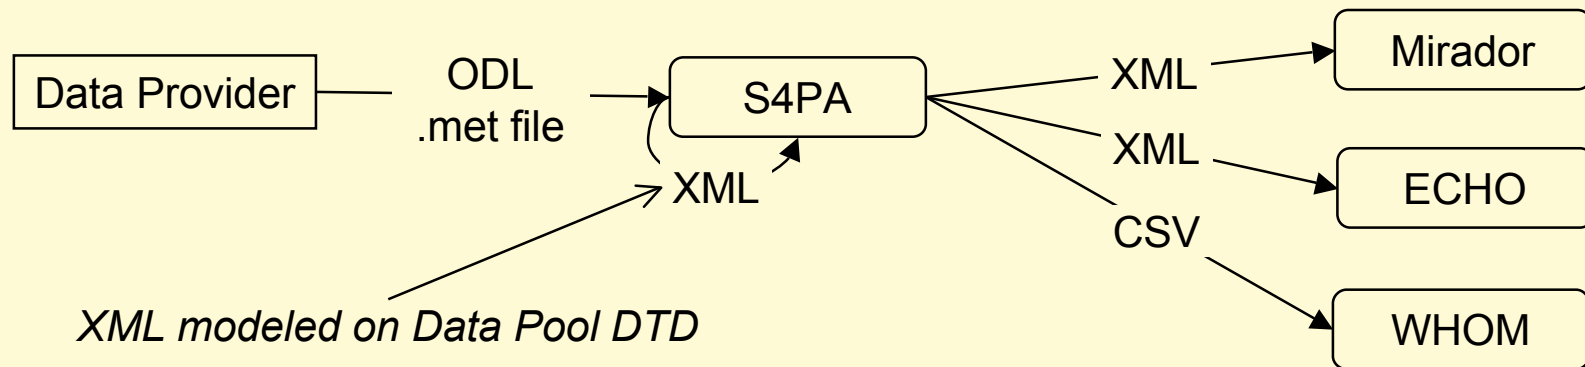 Data Provider
ODL
.met file
S4PA
XML
XML
XML
CSV
Mirador
ECHO
WHOM
XML modeled on Data Pool DTD